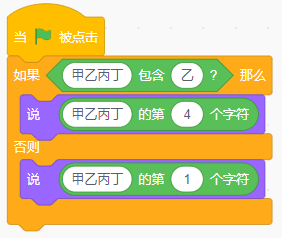 当 被点击
如果 甲乙丙丁 包含 乙 ? 那么
说 甲乙丙丁 的第 4 个字符
否则
说 甲乙丙丁 的第 1 个字符